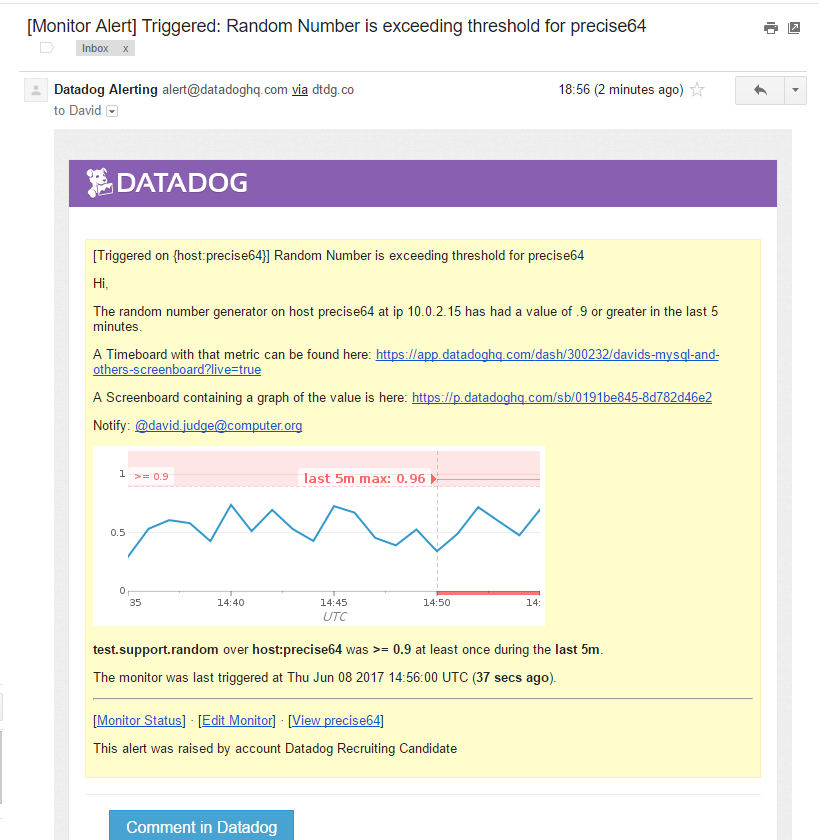 [Monitor Alert] Triggered: Random Number is exceeding threshold for precise64
Inbox x
Datadog Alerting alert@datadoghq.com via dtdg.co
18:56 (2 minutes ago)
to David
DATADOG
[Triggered on {host:precise64}] Random Number is exceeding threshold for precise64
Hi,
The random number generator on host precise64 at ip 10.0.2.15 has had a value of .9 or greater in the last 5
minutes.
A Timeboard with that metric can be found here: https://app.datadoghq.com/dash/300232/davids-mysql-and-
others-screenboard?live=true
A Screenboard containing a graph of the value is here: https://p.datadoghq.com/sb/0191be845-8d782d46e2
Notify: @david.judge@computer.org
1
>= 0.9
last 5m max: 0.96
0.5
0
35 14:40 14:45 14:50 14:
UTC
test.support.random over host:precise64 was >= 0.9 at least once during the last 5m.
The monitor was last triggered at Thu Jun 08 2017 14:56:00 UTC (37 secs ago).
[Monitor Status] · [Edit Monitor] · [View precise64]
This alert was raised by account Datadog Recruiting Candidate
Comment in Datadog